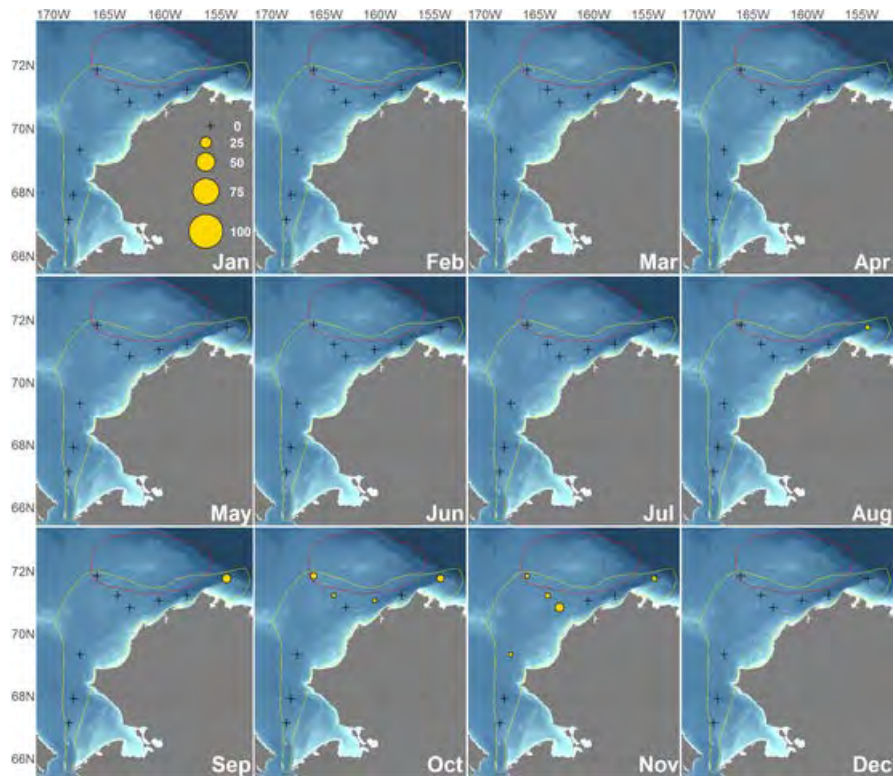 170W 165W 160W 155W 170W 165W 160W 155W 170W 165W 160W 155W 170W 165W 160W 155W
72N
70N
68N
66N
0
25
50
75
100
Jan Feb Mar Apr
72N
70N
68N
66N
May Jun Jul Aug
72N
70N
68N
66N
Sep Oct Nov Dec